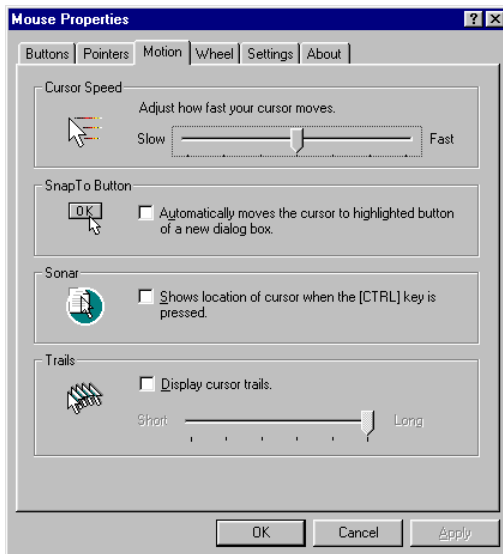 Mouse Properties
Buttons Pointers Motion Wheel Settings About
Cursor Speed
Adjust how fast your cursor moves.
Slow Fast
SnapTo Button
OK
Automatically moves the cursor to highlighted button
of a new dialog box.
Sonar
Shows location of cursor when the [CTRL] key is
pressed.
Trails
Display cursor trails.
Short Long
OK Cancel Apply